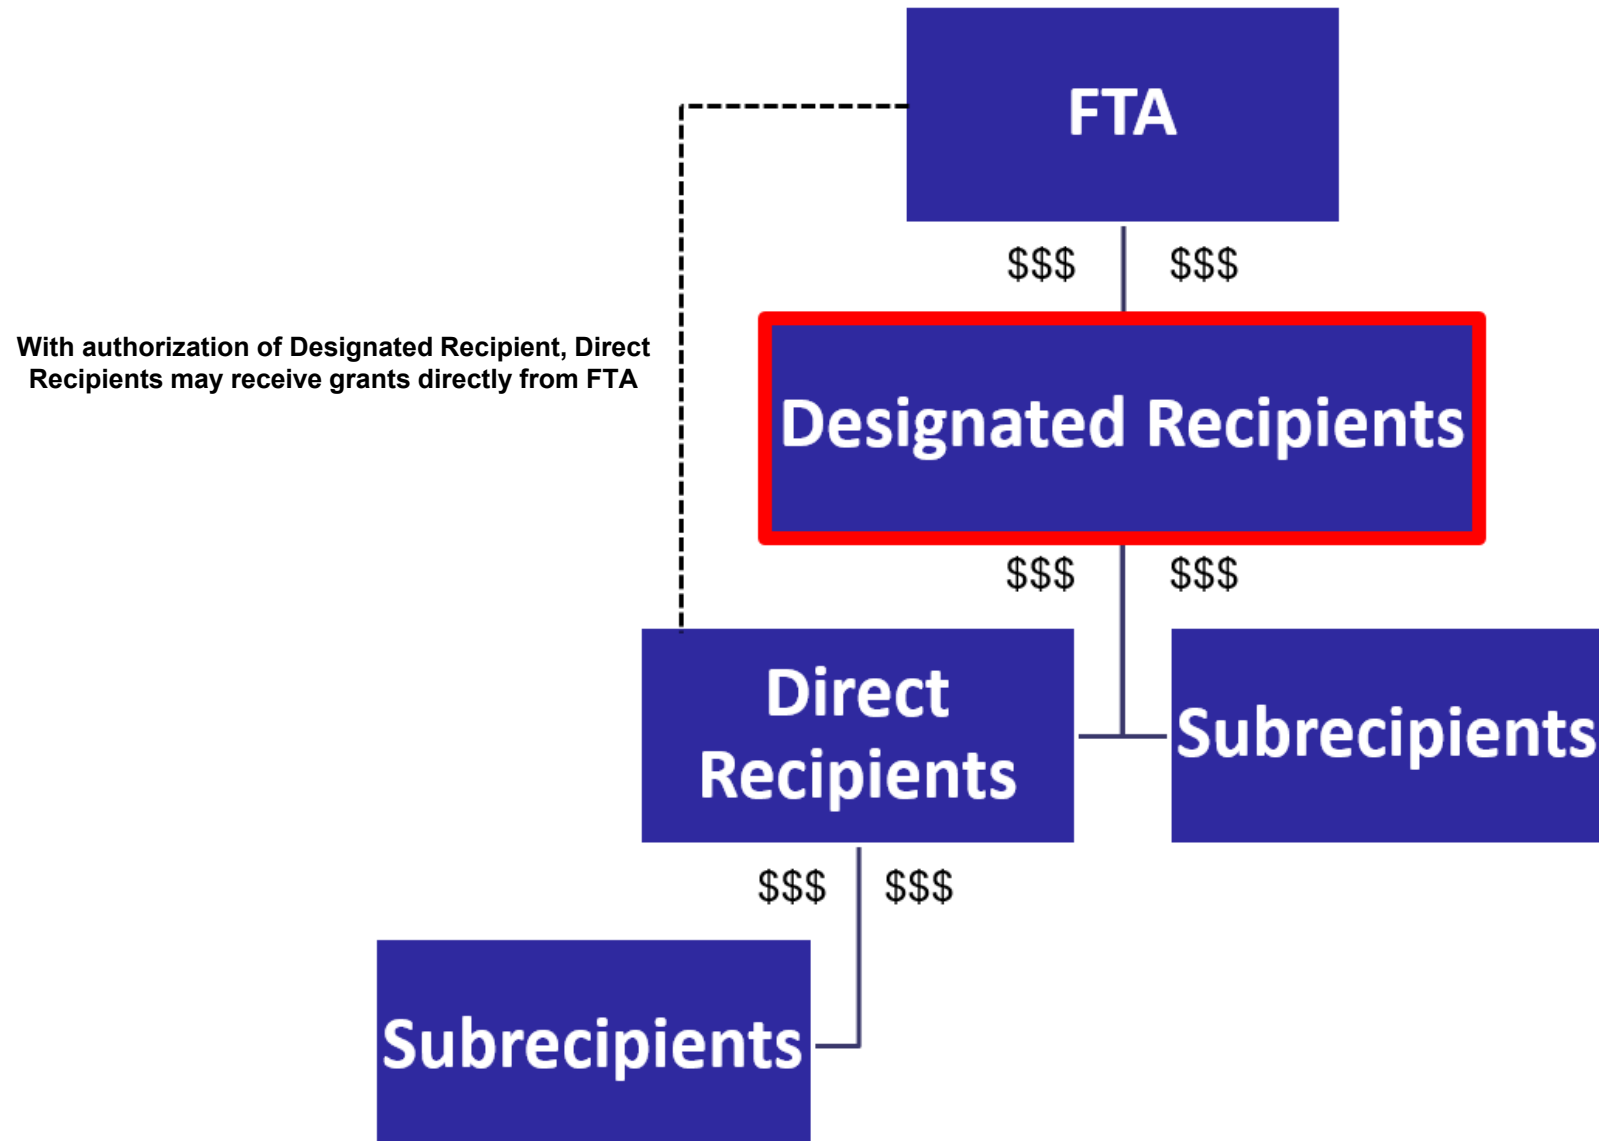 FTA
$$$ $$$
With authorization of Designated Recipient, Direct
Recipients may receive grants directly from FTA
Designated Recipients
$$$ $$$
Direct
Recipients
Subrecipients
$$$ $$$
Subrecipients